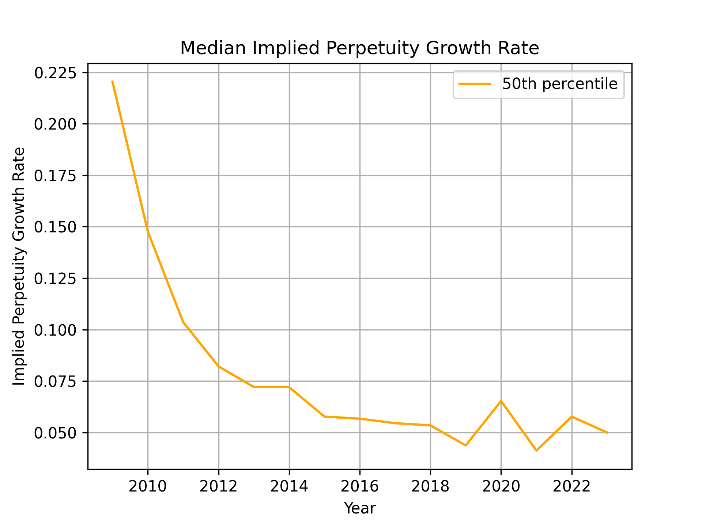 Median Implied Perpetuity Growth Rate
50th percentile
Implied Perpetuity Growth Rate
0.225
0.200
0.175
0.150
0.125
0.100
0.075
0.050
2010 2012 2014 2016 2018 2020 2022
Year